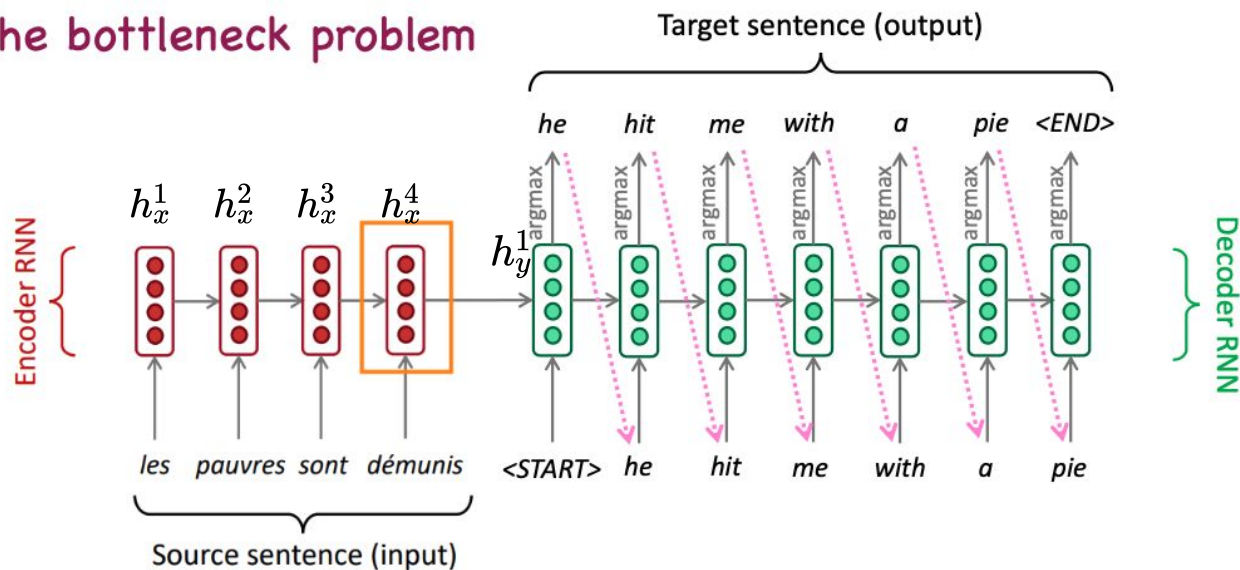 he bottleneck problem
Target sentence (output)
he hit me with a pie <END>
argmax argmax argmax argmax argmax argmax argmax
h_x^1 h_x^2 h_x^3 h_x^4
h_y^1
Encoder RNN
Decoder RNN
les pauvres sont démunis
<START> he hit me with a pie
Source sentence (input)